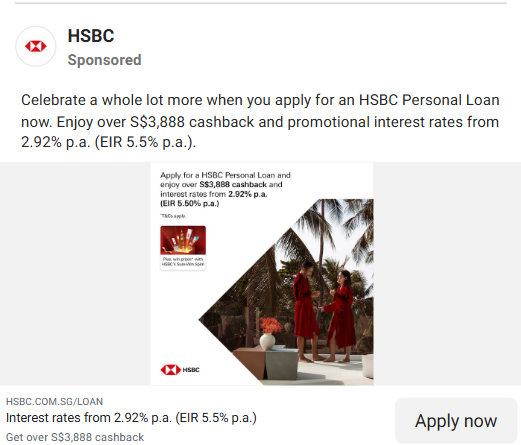 HSBC
Sponsored
Celebrate a whole lot more when you apply for an HSBC Personal Loan
now. Enjoy over S$3,888 cashback and promotional interest rates from
2.92% p.a. (EIR 5.5% p.a.).
Apply for a HSBC Personal Loan and
enjoy over S$3,888 cashback and
interest rates from 2.92% p.a.
(EIR 5.50% p.a.)
*T&Cs apply
Plus, win prizes* with
HSBC's Sure-Win Spin!
HSBC
HSBC.COM.SG/LOAN
Interest rates from 2.92% p.a. (EIR 5.5% p.a.)
Get over S$3,888 cashback
Apply now